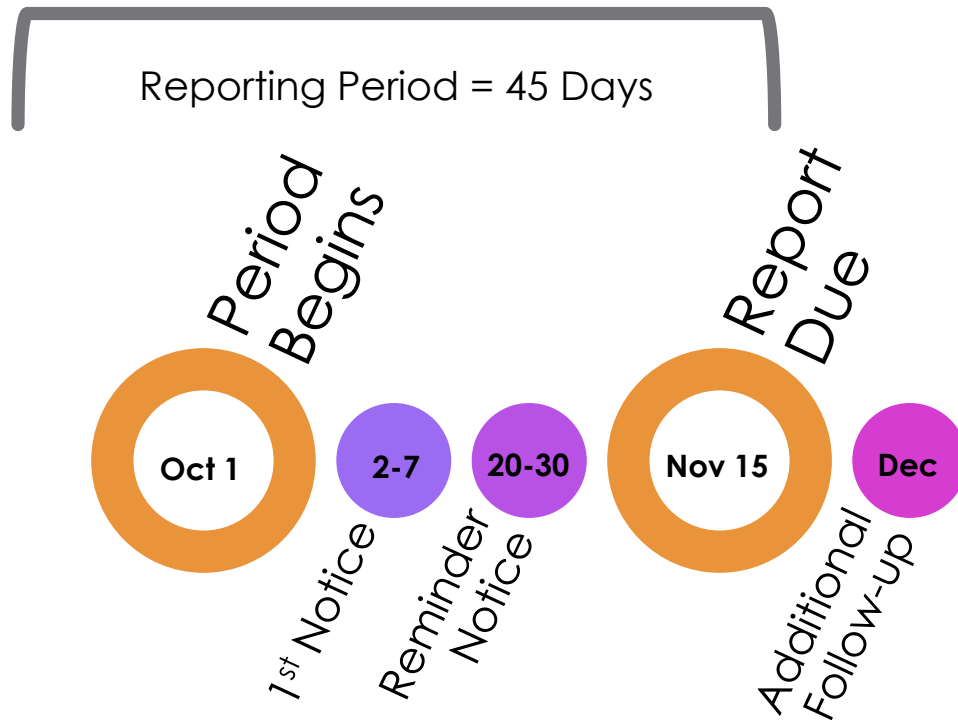 Reporting Period = 45 Days
Period
Begins
Report
Due
Oct 1
2-7
20-30
Nov 15
Dec
1st Notice
Reminder
Notice
Additional
Follow-up